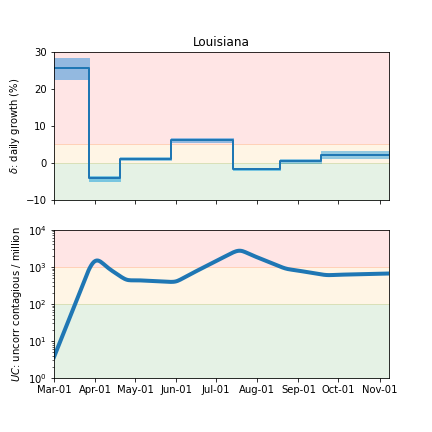 Louisiana
δ: daily growth (%)
30
20
10
0
−10
UC: uncorr contagious / million
10⁴
10³
10²
10¹
10⁰
Mar-01 Apr-01 May-01 Jun-01 Jul-01 Aug-01 Sep-01 Oct-01 Nov-01